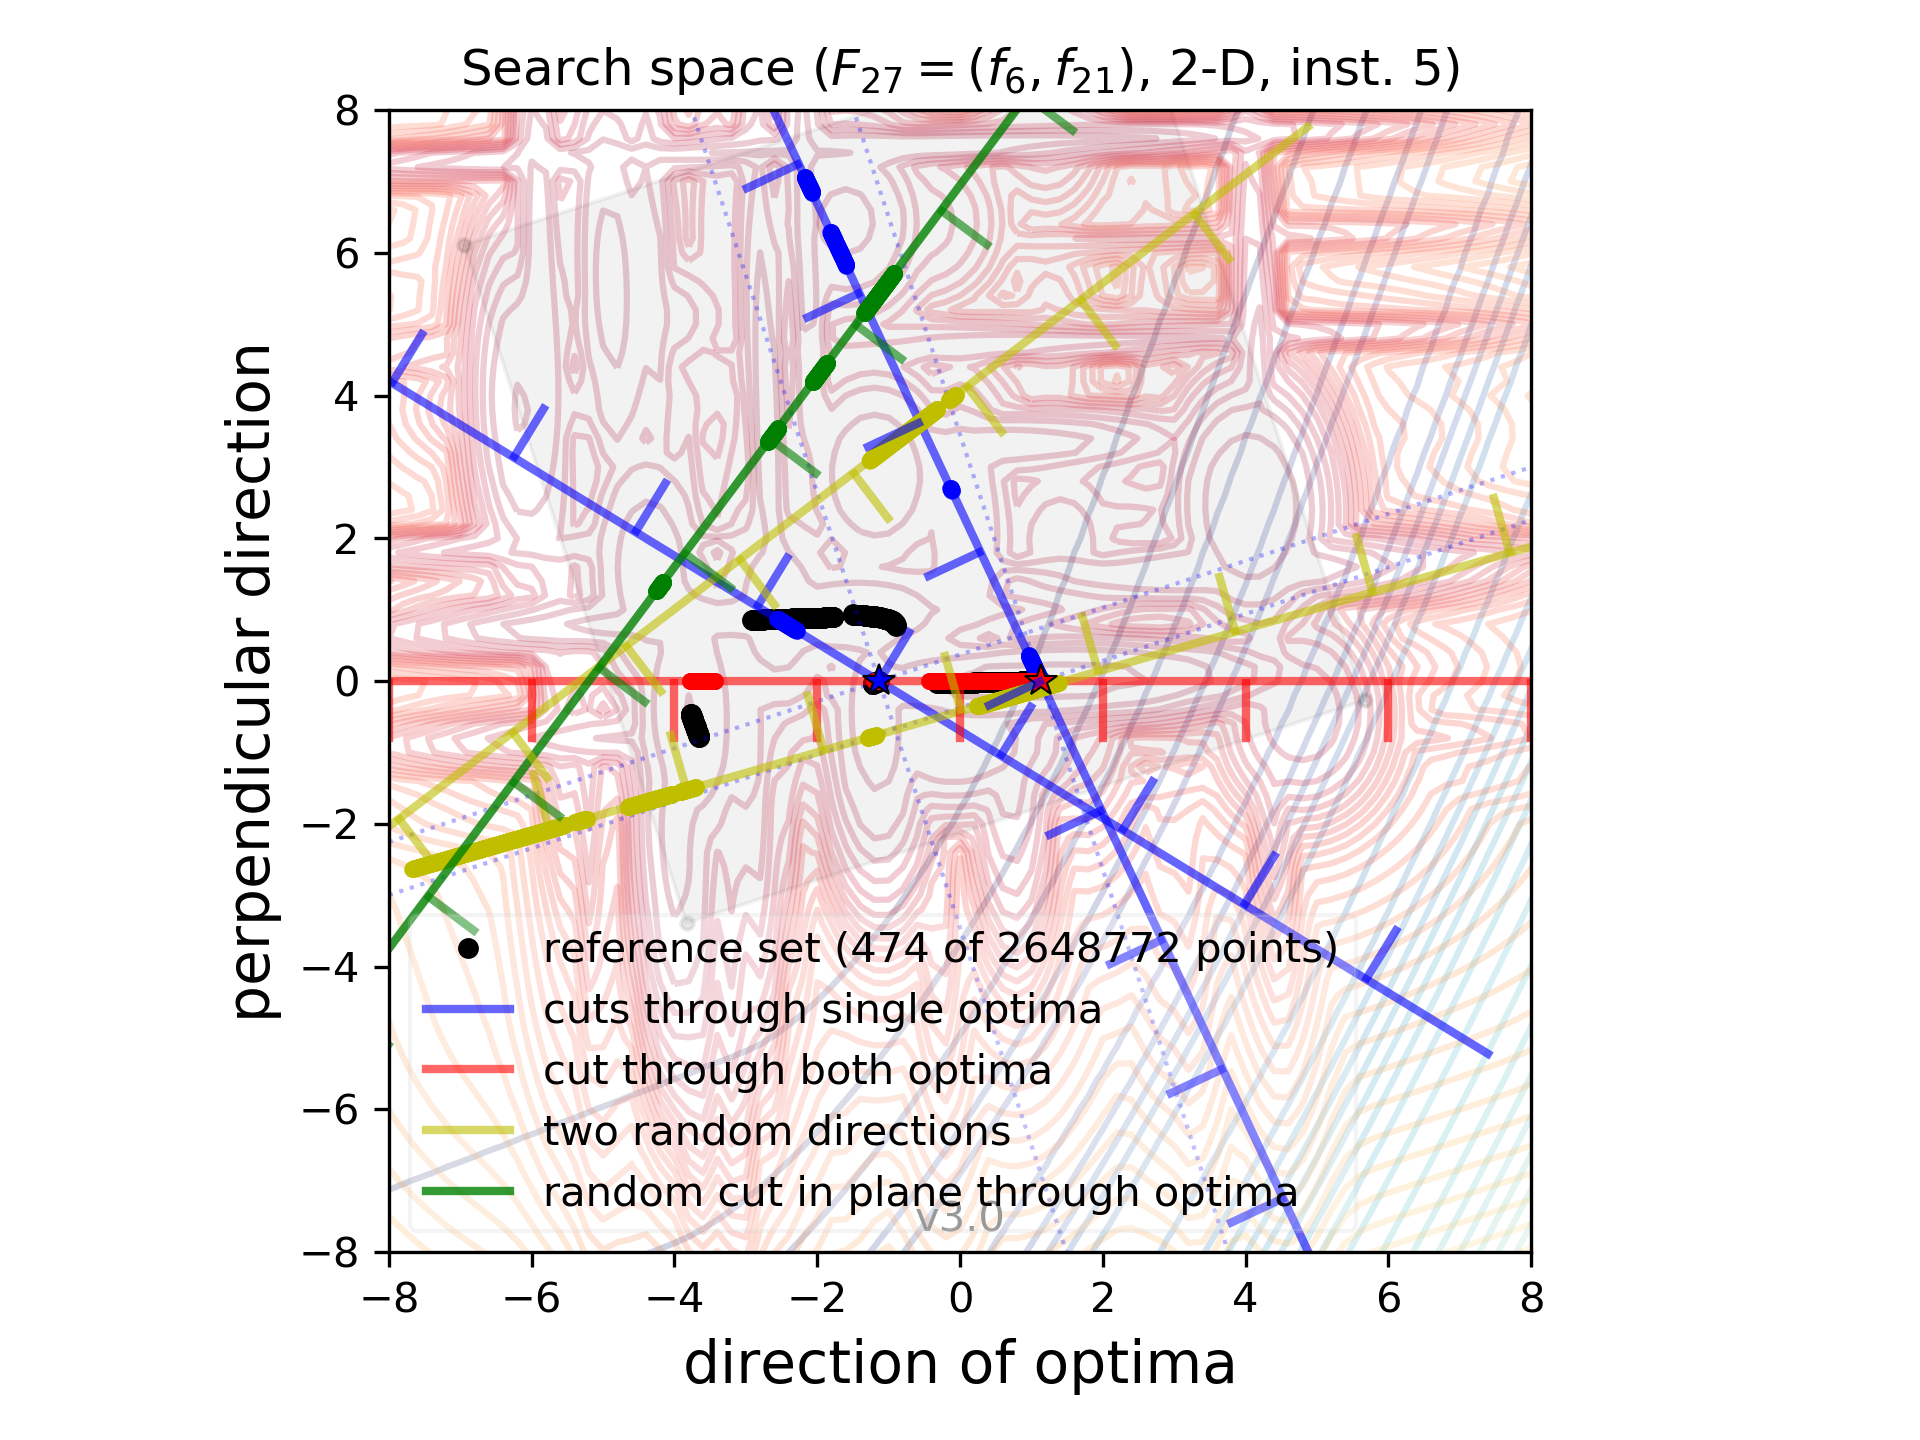 Search space (F₂₇ = (f₆, f₂₁), 2-D, inst. 5)
perpendicular direction
8
6
4
2
0
−2
−4
−6
−8
reference set (474 of 2648772 points)
cuts through single optima
cut through both optima
two random directions
random cut in plane through optima
v3.0
−8 −6 −4 −2 0 2 4 6 8
direction of optima